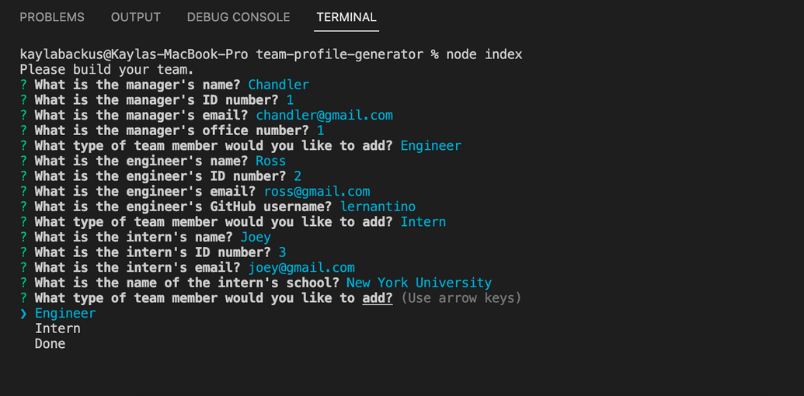 PROBLEMS OUTPUT DEBUG CONSOLE TERMINAL
kaylabackus@Kaylas-MacBook-Pro team-profile-generator % node index
Please build your team.
? What is the manager's name? Chandler
? What is the manager's ID number? 1
? What is the manager's email? chandler@gmail.com
? What is the manager's office number? 1
? What type of team member would you like to add? Engineer
? What is the engineer's name? Ross
? What is the engineer's ID number? 2
? What is the engineer's email? ross@gmail.com
? What is the engineer's GitHub username? lernantino
? What type of team member would you like to add? Intern
? What is the intern's name? Joey
? What is the intern's ID number? 3
? What is the intern's email? joey@gmail.com
? What is the name of the intern's school? New York University
? What type of team member would you like to add? (Use arrow keys)
❯ Engineer
Intern
Done